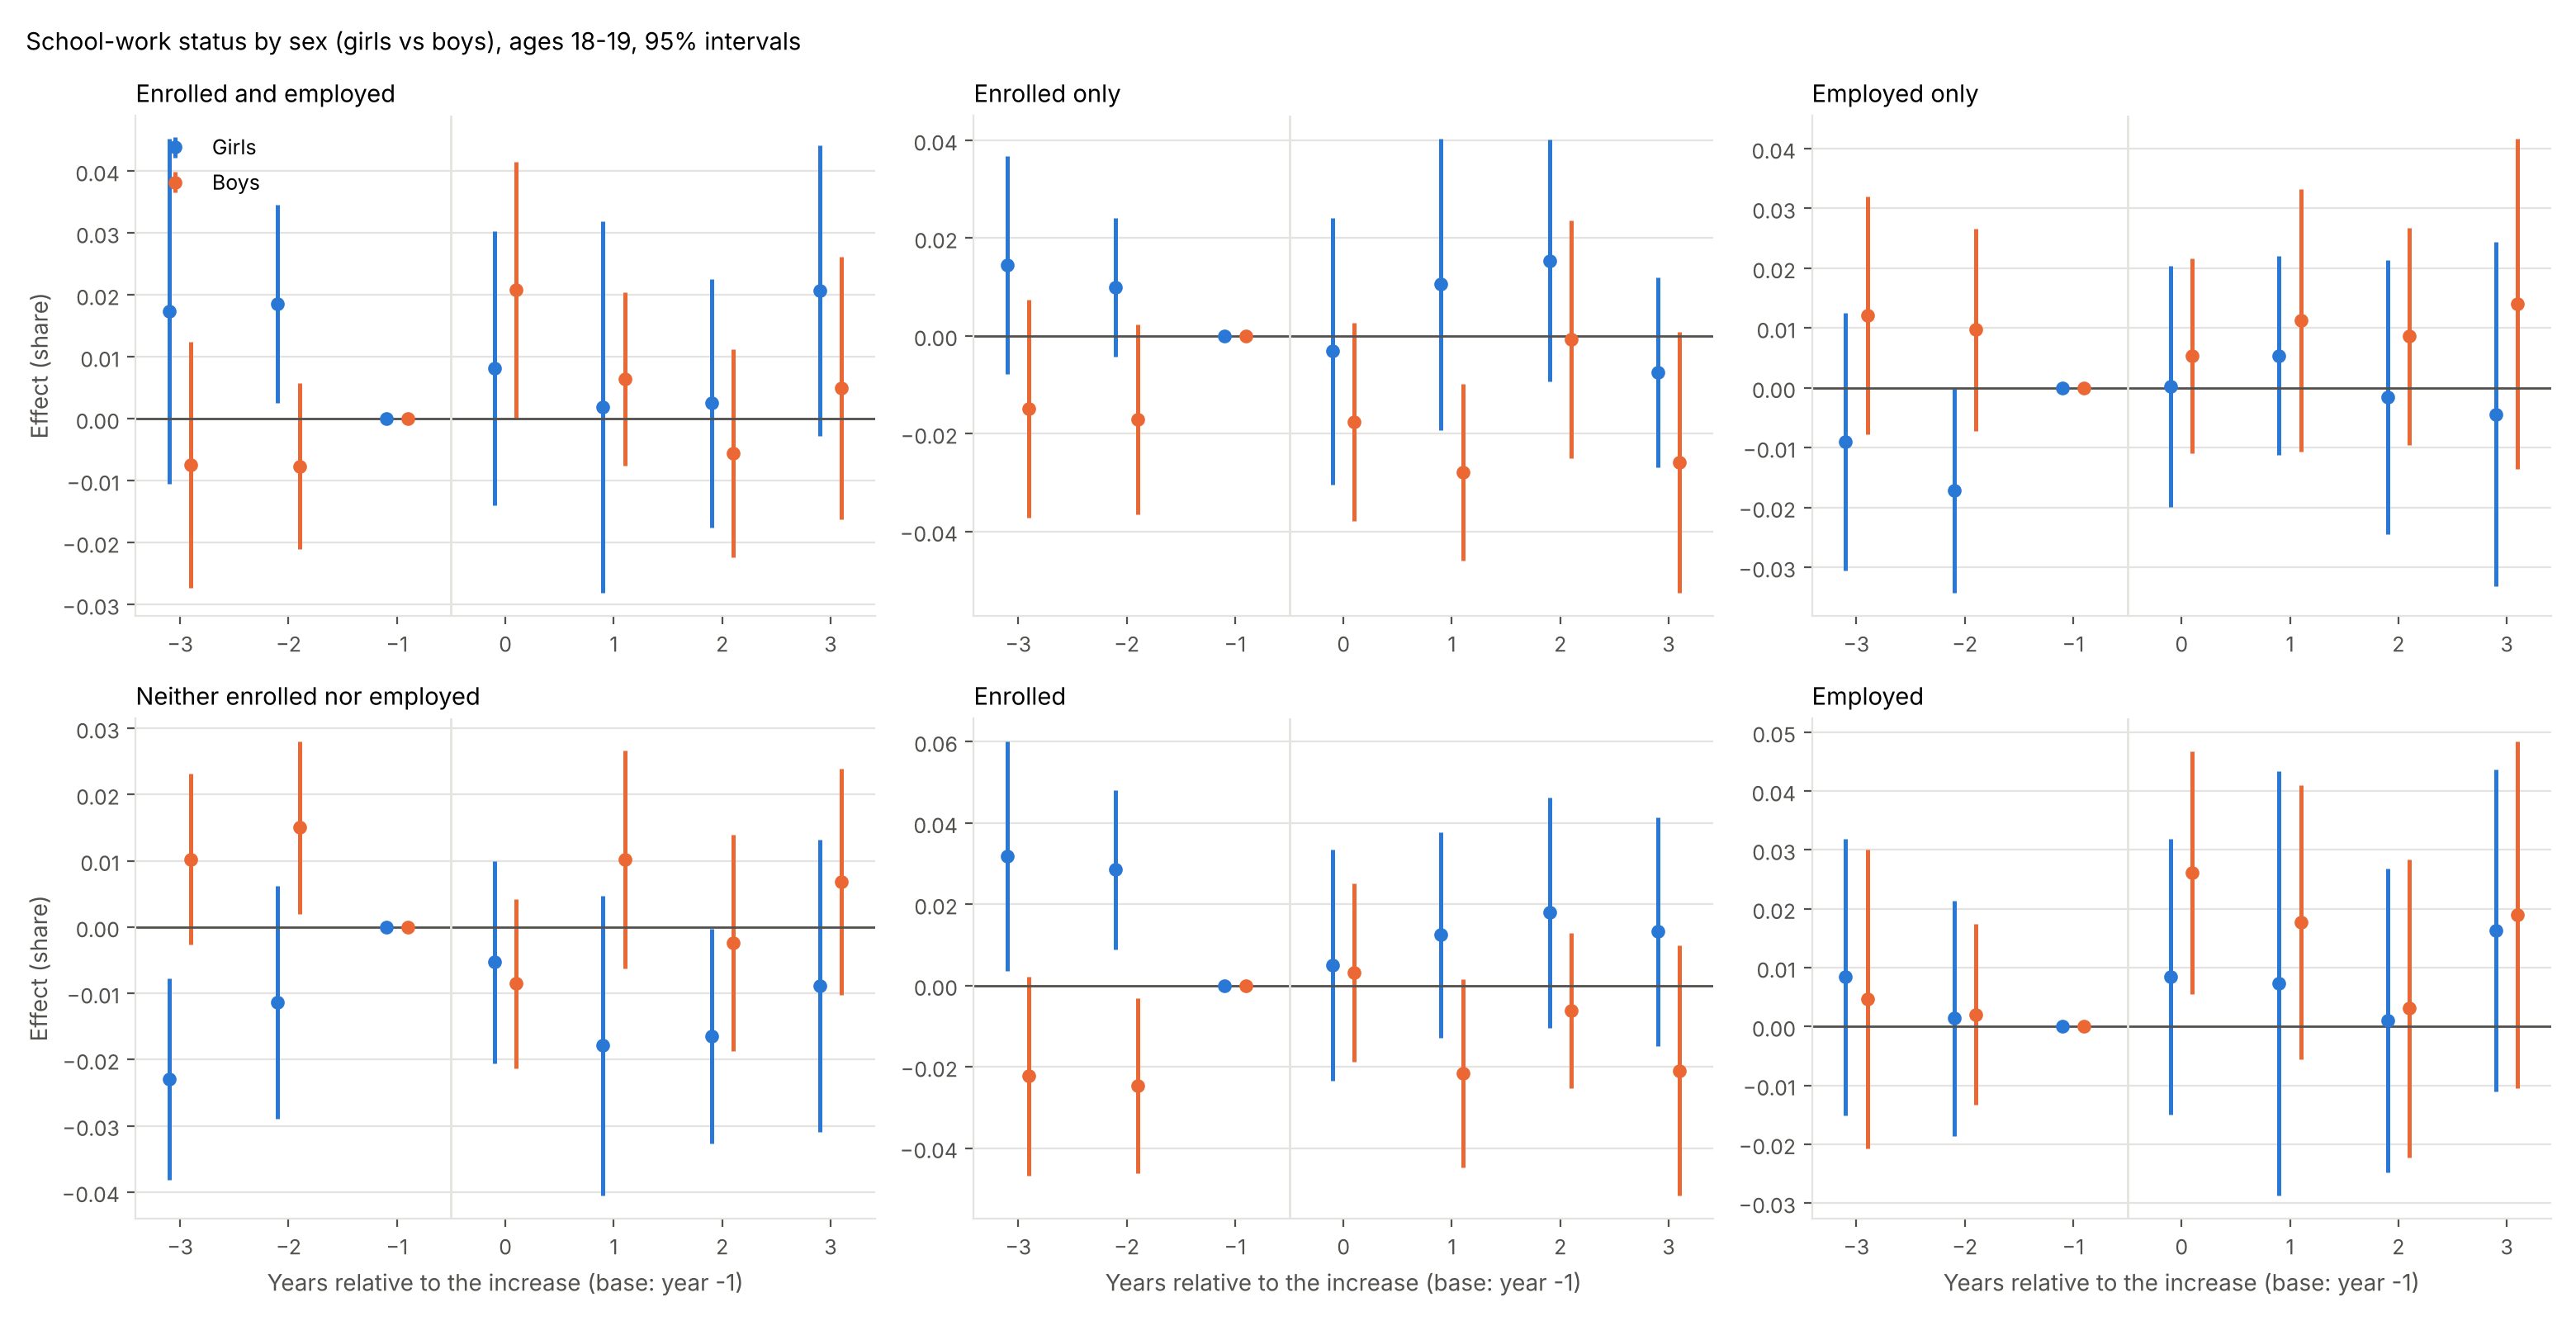 School-work status by sex (girls vs boys), ages 18-19, 95% intervals
Enrolled and employed
Girls
Boys
Effect (share)
0.04
0.03
0.02
0.01
0.00
−0.01
−0.02
−0.03
−3 −2 −1 0 1 2 3
Enrolled only
0.04
0.02
0.00
−0.02
−0.04
−3 −2 −1 0 1 2 3
Employed only
0.04
0.03
0.02
0.01
0.00
−0.01
−0.02
−0.03
−3 −2 −1 0 1 2 3
Neither enrolled nor employed
Effect (share)
0.03
0.02
0.01
0.00
−0.01
−0.02
−0.03
−0.04
−3 −2 −1 0 1 2 3
Years relative to the increase (base: year -1)
Enrolled
0.06
0.04
0.02
0.00
−0.02
−0.04
−3 −2 −1 0 1 2 3
Years relative to the increase (base: year -1)
Employed
0.05
0.04
0.03
0.02
0.01
0.00
−0.01
−0.02
−0.03
−3 −2 −1 0 1 2 3
Years relative to the increase (base: year -1)